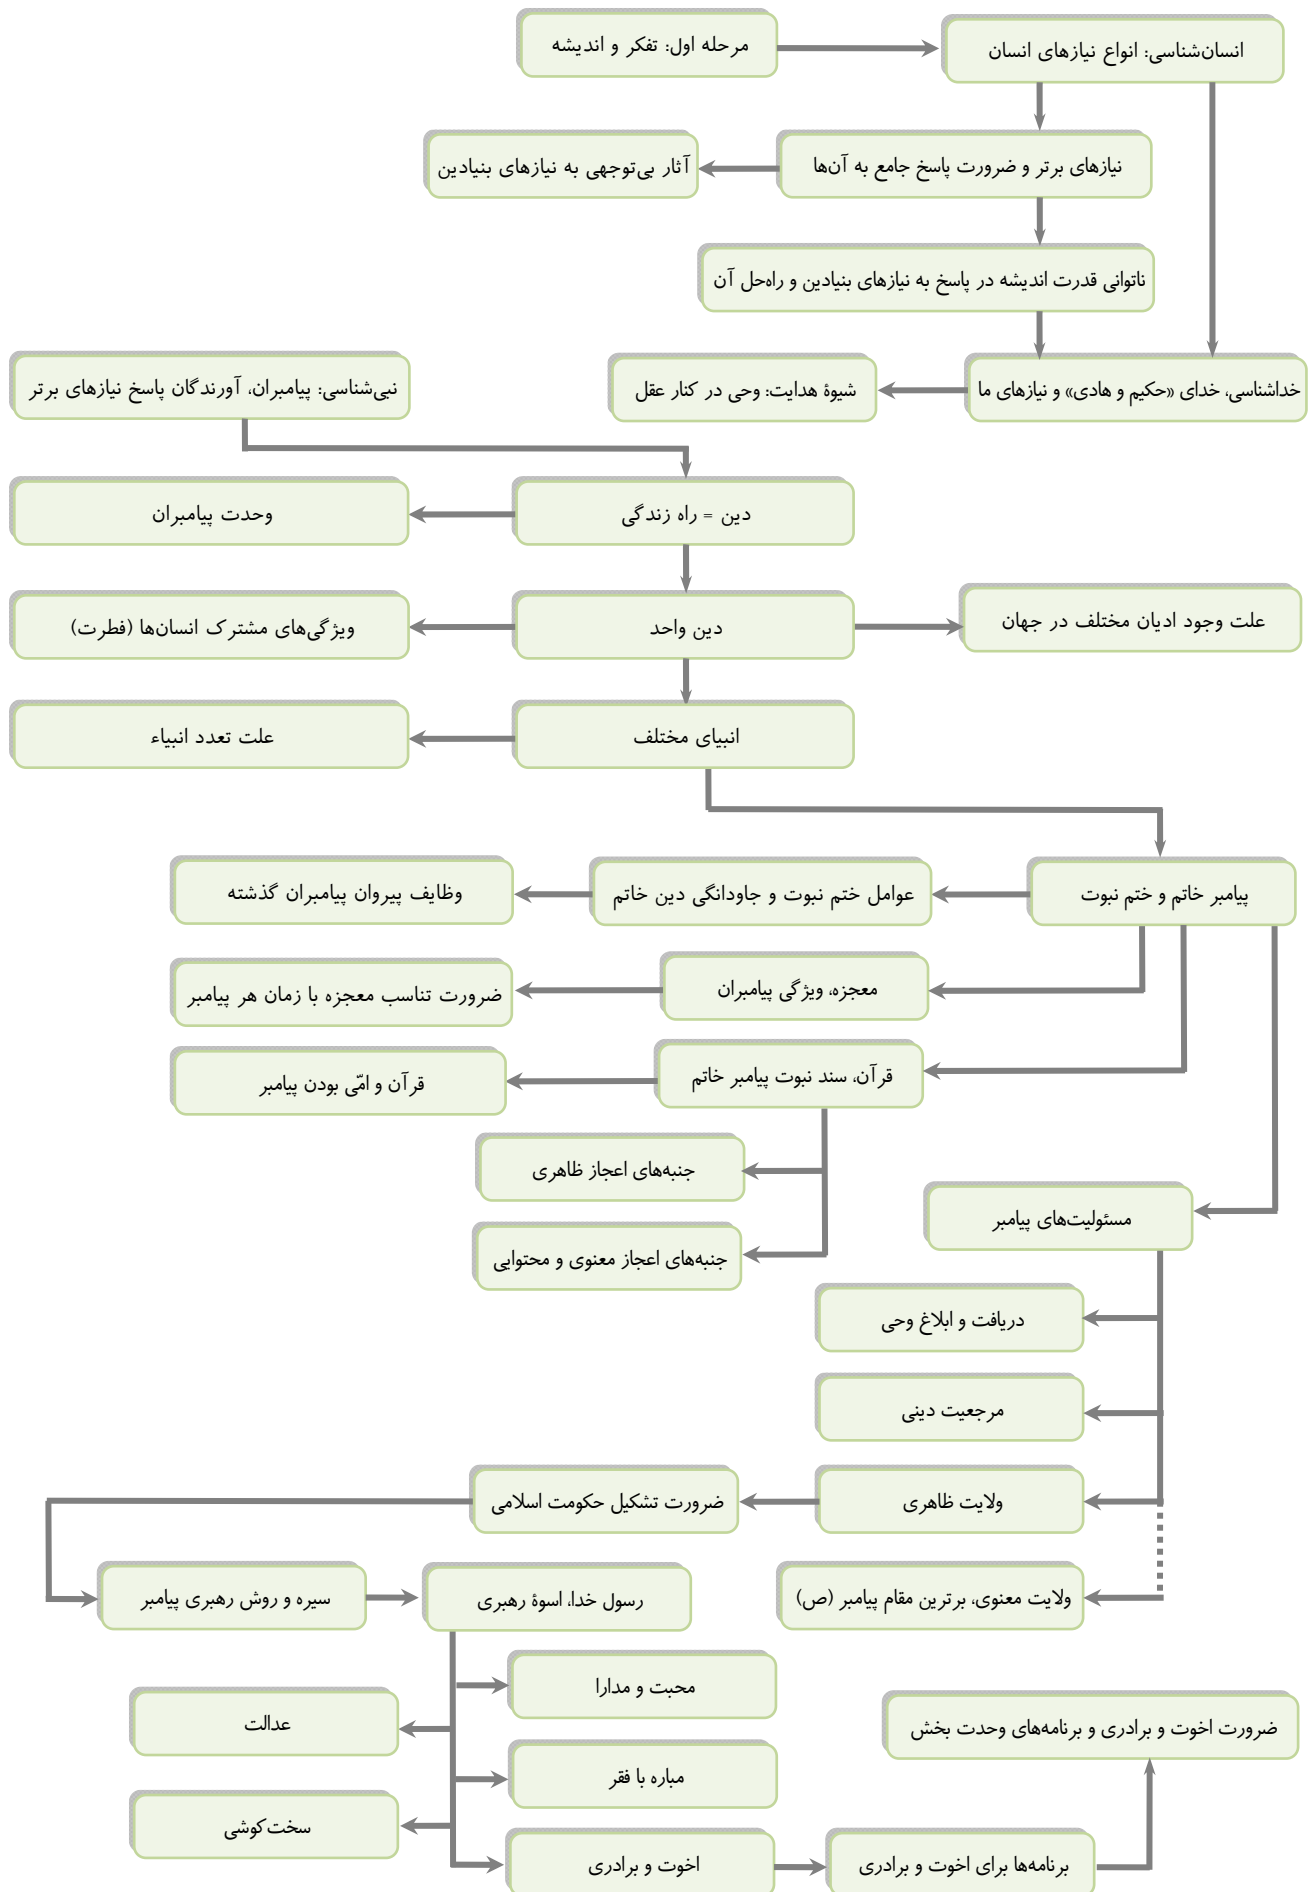 مرحله اول: تفکر و اندیشه
انسان‌شناسی: انواع نیازهای انسان
نیازهای برتر و ضرورت پاسخ جامع به آن‌ها
آثار بی‌توجهی به نیازهای بنیادین
ناتوانی قدرت اندیشه در پاسخ به نیازهای بنیادین و راه‌حل آن
خداشناسی، خدای «حکیم و هادی» و نیازهای ما
شیوهٔ هدایت: وحی در کنار عقل
نبی‌شناسی: پیامبران، آورندگان پاسخ نیازهای برتر
دین = راه زندگی
وحدت پیامبران
علت وجود ادیان مختلف در جهان
دین واحد
ویژگی‌های مشترک انسان‌ها (فطرت)
انبیای مختلف
علت تعدد انبیاء
پیامبر خاتم و ختم نبوت
عوامل ختم نبوت و جاودانگی دین خاتم
وظایف پیروان پیامبران گذشته
معجزه، ویژگی پیامبران
ضرورت تناسب معجزه با زمان هر پیامبر
قرآن، سند نبوت پیامبر خاتم
قرآن و امّی بودن پیامبر
جنبه‌های اعجاز ظاهری
جنبه‌های اعجاز معنوی و محتوایی
مسئولیت‌های پیامبر
دریافت و ابلاغ وحی
مرجعیت دینی
ولایت ظاهری
ضرورت تشکیل حکومت اسلامی
ولایت معنوی، برترین مقام پیامبر (ص)
سیره و روش رهبری پیامبر
رسول خدا، اسوهٔ رهبری
محبت و مدارا
عدالت
مباره با فقر
سخت‌کوشی
اخوت و برادری
برنامه‌ها برای اخوت و برادری
ضرورت اخوت و برادری و برنامه‌های وحدت بخش